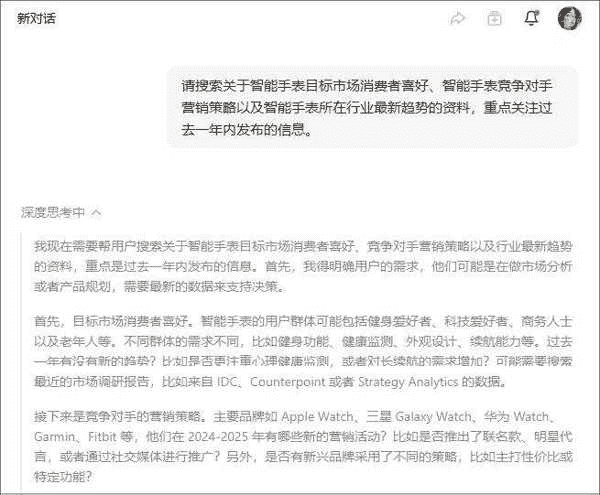 新对话
请搜索关于智能手表目标市场消费者喜好、智能手表竞争对手
营销策略以及智能手表所在行业最新趋势的资料，重点关注过
去一年内发布的信息。
深度思考中
我现在需要帮用户搜索关于智能手表目标市场消费者喜好、竞争对手营销策略以及行业最新趋势
的资料，重点是过去一年内发布的信息。首先，我得明确用户的需求，他们可能是在做市场分析
或者产品规划，需要最新的数据来支持决策。
首先，目标市场消费者喜好。智能手表的用户群体可能包括健身爱好者、科技爱好者、商务人士
以及老年人等。不同群体的需求不同，比如健身功能、健康监测、外观设计、续航能力等。过去
一年有没有新的趋势？比如是否更注重心理健康监测，或者对长续航的需求增加？可能需要搜索
最近的市场调研报告，比如来自 IDC、Counterpoint 或者 Strategy Analytics 的数据。
接下来是竞争对手的营销策略。主要品牌如 Apple Watch、三星 Galaxy Watch、华为 Watch、
Garmin、Fitbit 等，他们在 2024-2025 年有哪些新的营销活动？比如是否推出了联名款、明星代
言，或者通过社交媒体进行推广？另外，是否有新兴品牌采用了不同的策略，比如主打性价比或
特定功能？